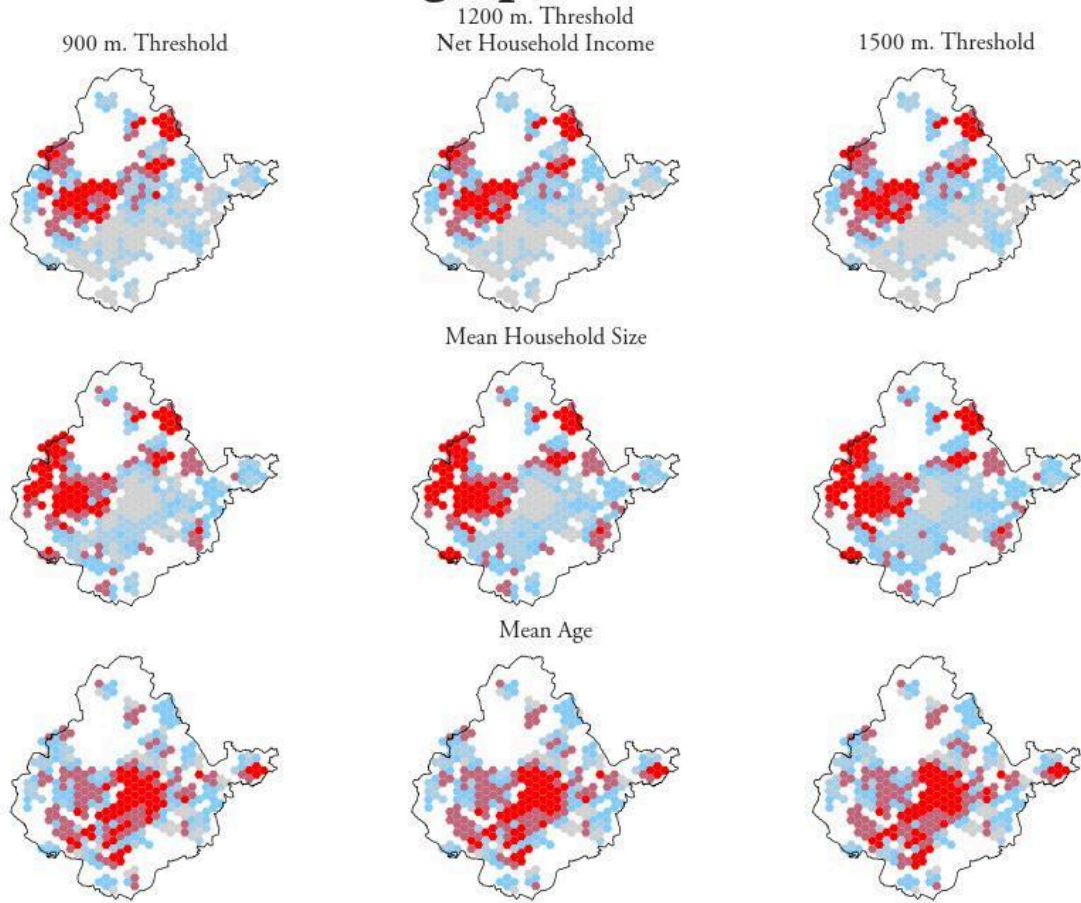 1200 m. Threshold
900 m. Threshold
Net Household Income
1500 m. Threshold
Mean Household Size
Mean Age